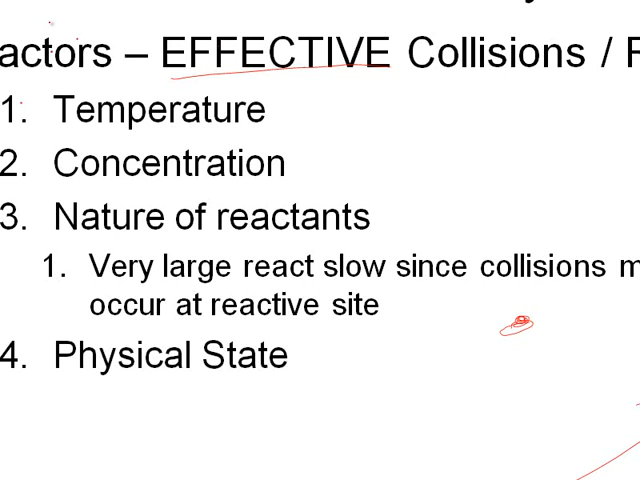 actors – EFFECTIVE Collisions /
1. Temperature
2. Concentration
3. Nature of reactants
1. Very large react slow since collisions
occur at reactive site
4. Physical State